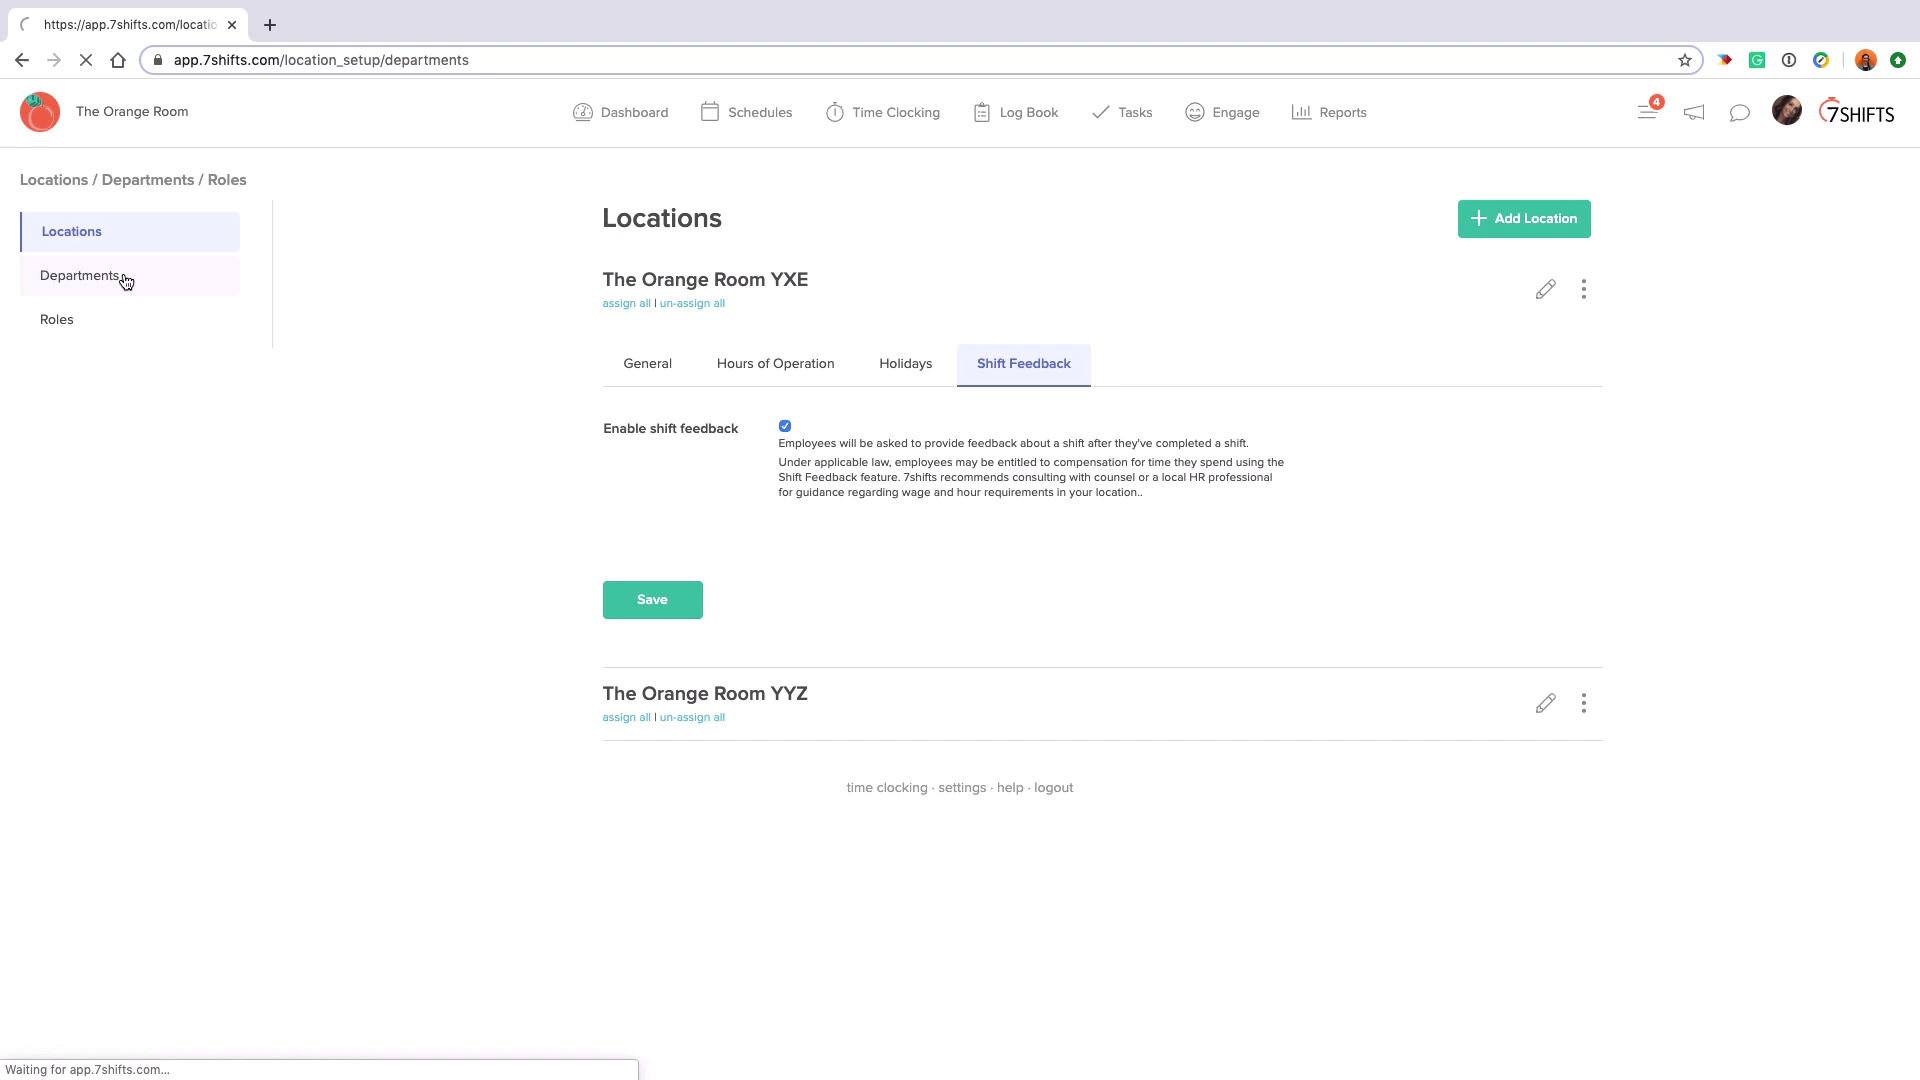 https://app.7shifts.com/locatio
app.7shifts.com/location_setup/departments
The Orange Room
Dashboard
Schedules
Time Clocking
Log Book
Tasks
Engage
Reports
4
7SHIFTS
Locations / Departments / Roles
Locations
Departments
Roles
Locations
Add Location
The Orange Room YXE
assign all | un-assign all
General
Hours of Operation
Holidays
Shift Feedback
Enable shift feedback
Employees will be asked to provide feedback about a shift after they've completed a shift.
Under applicable law, employees may be entitled to compensation for time they spend using the
Shift Feedback feature. 7shifts recommends consulting with counsel or a local HR professional
for guidance regarding wage and hour requirements in your location..
Save
The Orange Room YYZ
assign all | un-assign all
time clocking · settings · help · logout
Waiting for app.7shifts.com...